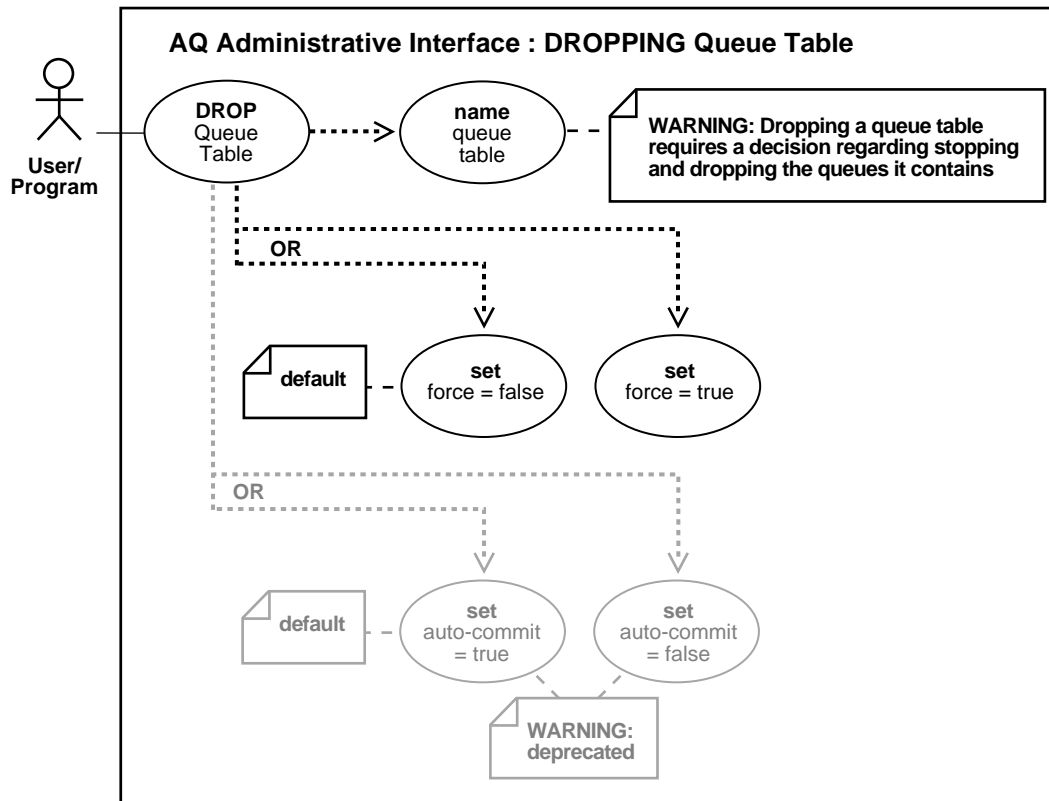 AQ Administrative Interface : DROPPING Queue Table
User/
Program
DROP
Queue
Table
name
queue
table
WARNING: Dropping a queue table
requires a decision regarding stopping
and dropping the queues it contains
OR
default
set
force = false
set
force = true
OR
default
set
auto-commit
= true
set
auto-commit
= false
WARNING:
deprecated